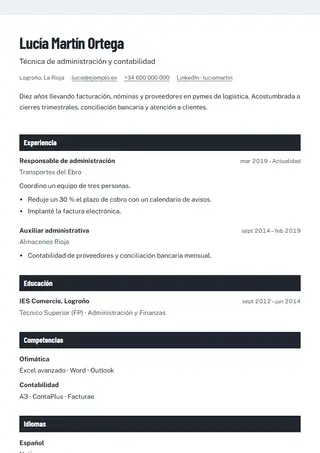 Lucía Martín Ortega
Técnica de administración y contabilidad
Logroño, La Rioja lucia@ejemplo.es +34 600 000 000 LinkedIn · luciamartin
Diez años llevando facturación, nóminas y proveedores en pymes de logística. Acostumbrada a
cierres trimestrales, conciliación bancaria y atención a clientes.
Experiencia
Responsable de administración mar 2019 – Actualidad
Transportes del Ebro
Coordino un equipo de tres personas.
• Reduje un 30 % el plazo de cobro con un calendario de avisos.
• Implanté la factura electrónica.
Auxiliar administrativa sept 2014 – feb 2019
Almacenes Rioja
• Contabilidad de proveedores y conciliación bancaria mensual.
Educación
IES Comercio, Logroño sept 2012 – jun 2014
Técnico Superior (FP) · Administración y Finanzas
Competencias
Ofimática
Excel avanzado · Word · Outlook
Contabilidad
A3 · ContaPlus · Facturae
Idiomas
Español